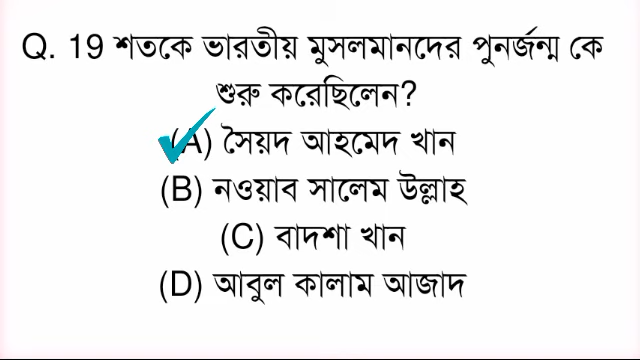 Q. 19 শতকে ভারতীয় মুসলমানদের পুনর্জন্ম কে
শুরু করেছিলেন?
(A) সৈয়দ আহমেদ খান
(B) নওয়াব সালেম উল্লাহ
(C) বাদশা খান
(D) আবুল কালাম আজাদ